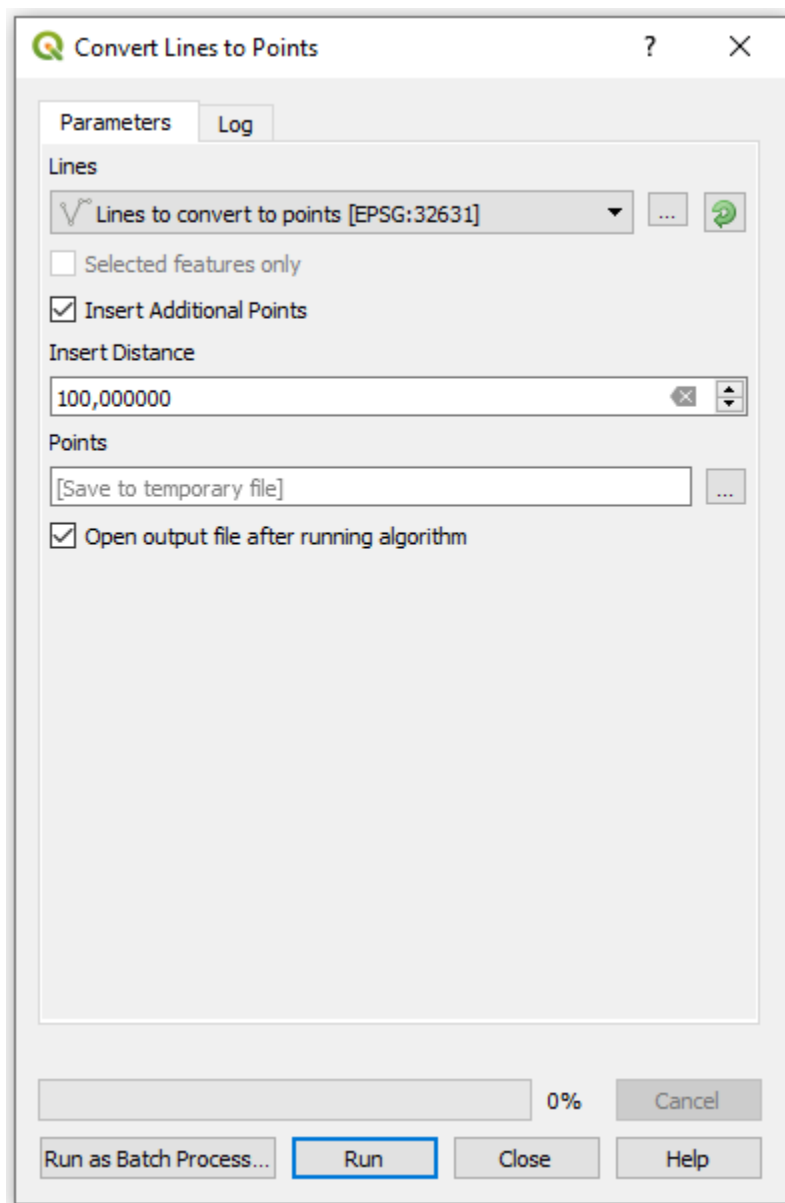 Convert Lines to Points ?
Parameters Log
Lines
Lines to convert to points [EPSG:32631] ...
Selected features only
Insert Additional Points
Insert Distance
100,000000
Points
[Save to temporary file] ...
Open output file after running algorithm
0% Cancel
Run as Batch Process... Run Close Help